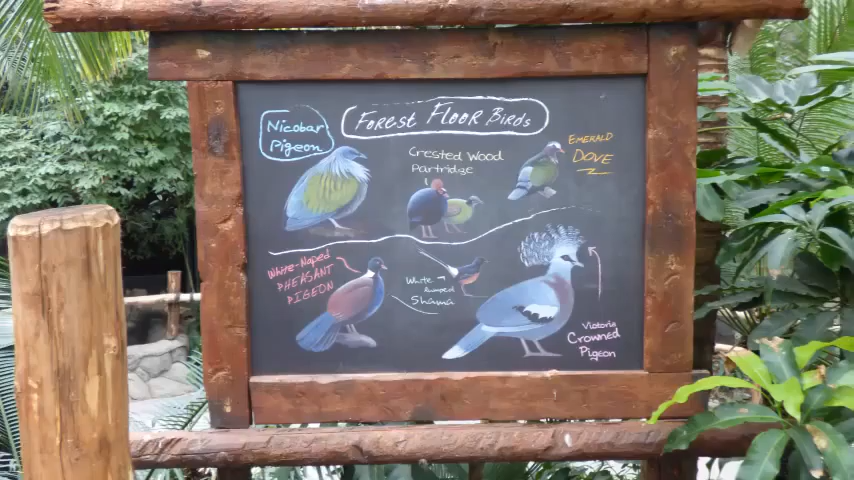 Forest Floor Birds
Nicobar
Pigeon
Crested Wood
Partridge
Emerald
Dove
White-Naped
Pheasant
Pigeon
White
Rumped
Shama
Victoria
Crowned
Pigeon